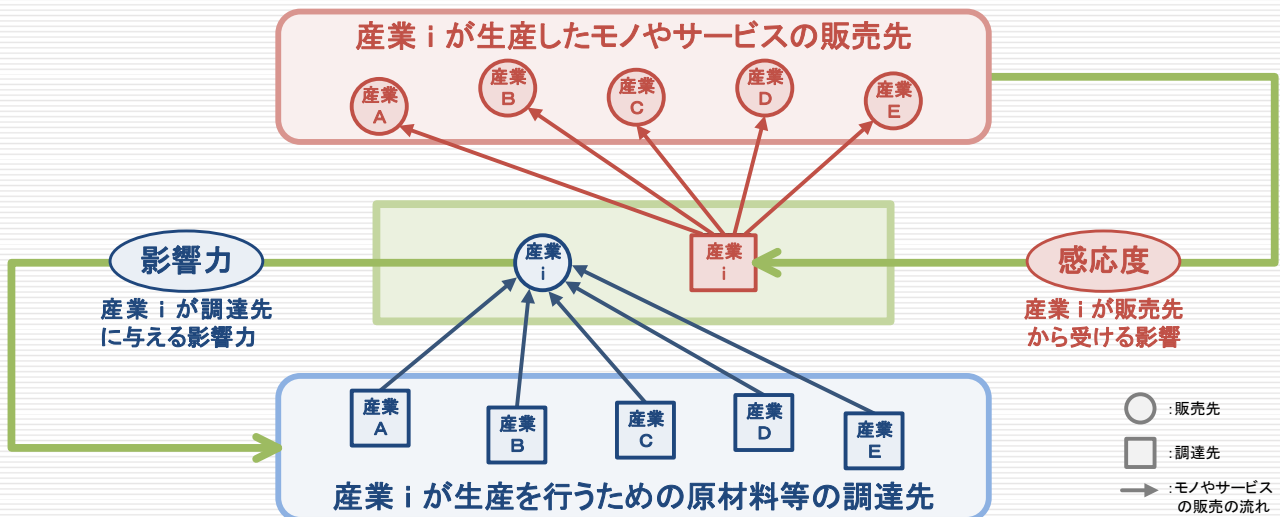 産業ｉが生産したモノやサービスの販売先
産業
A
産業
B
産業
C
産業
D
産業
E
影響力
産業ｉが調達先
に与える影響力
産業
i
産業
i
感応度
産業ｉが販売先
から受ける影響
産業
A
産業
B
産業
C
産業
D
産業
E
産業ｉが生産を行うための原材料等の調達先
:販売先
:調達先
:モノやサービス
の販売の流れ